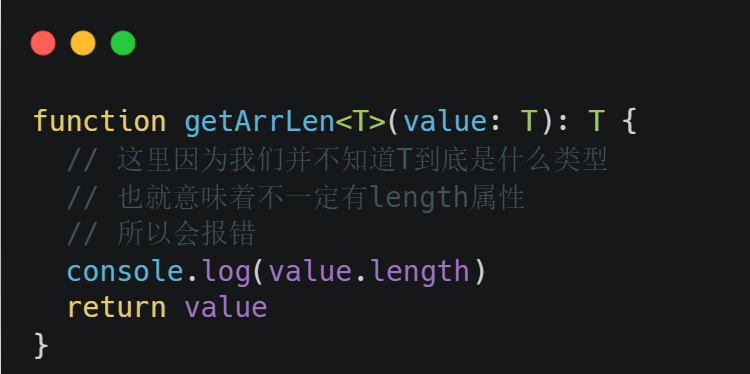 function getArrLen<T>(value: T): T {
// 这里因为我们并不知道T到底是什么类型
// 也就意味着不一定有length属性
// 所以会报错
console.log(value.length)
return value
}